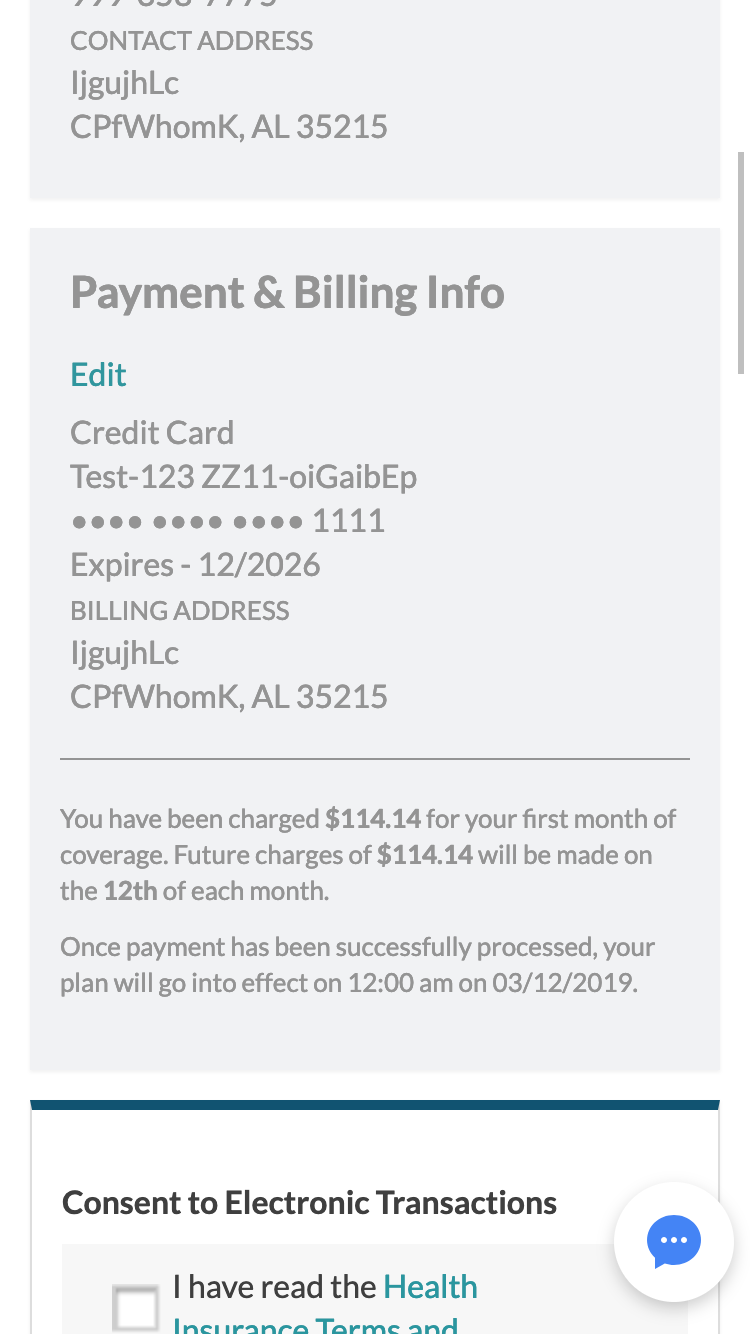 CONTACT ADDRESS
IjgujhLc
CPfWhomK, AL 35215
Payment & Billing Info
Edit
Credit Card
Test-123 ZZ11-oiGaibEp
•••• •••• •••• 1111
Expires - 12/2026
BILLING ADDRESS
IjgujhLc
CPfWhomK, AL 35215
You have been charged $114.14 for your first month of
coverage. Future charges of $114.14 will be made on
the 12th of each month.
Once payment has been successfully processed, your
plan will go into effect on 12:00 am on 03/12/2019.
Consent to Electronic Transactions
I have read the Health
Insurance Terms and